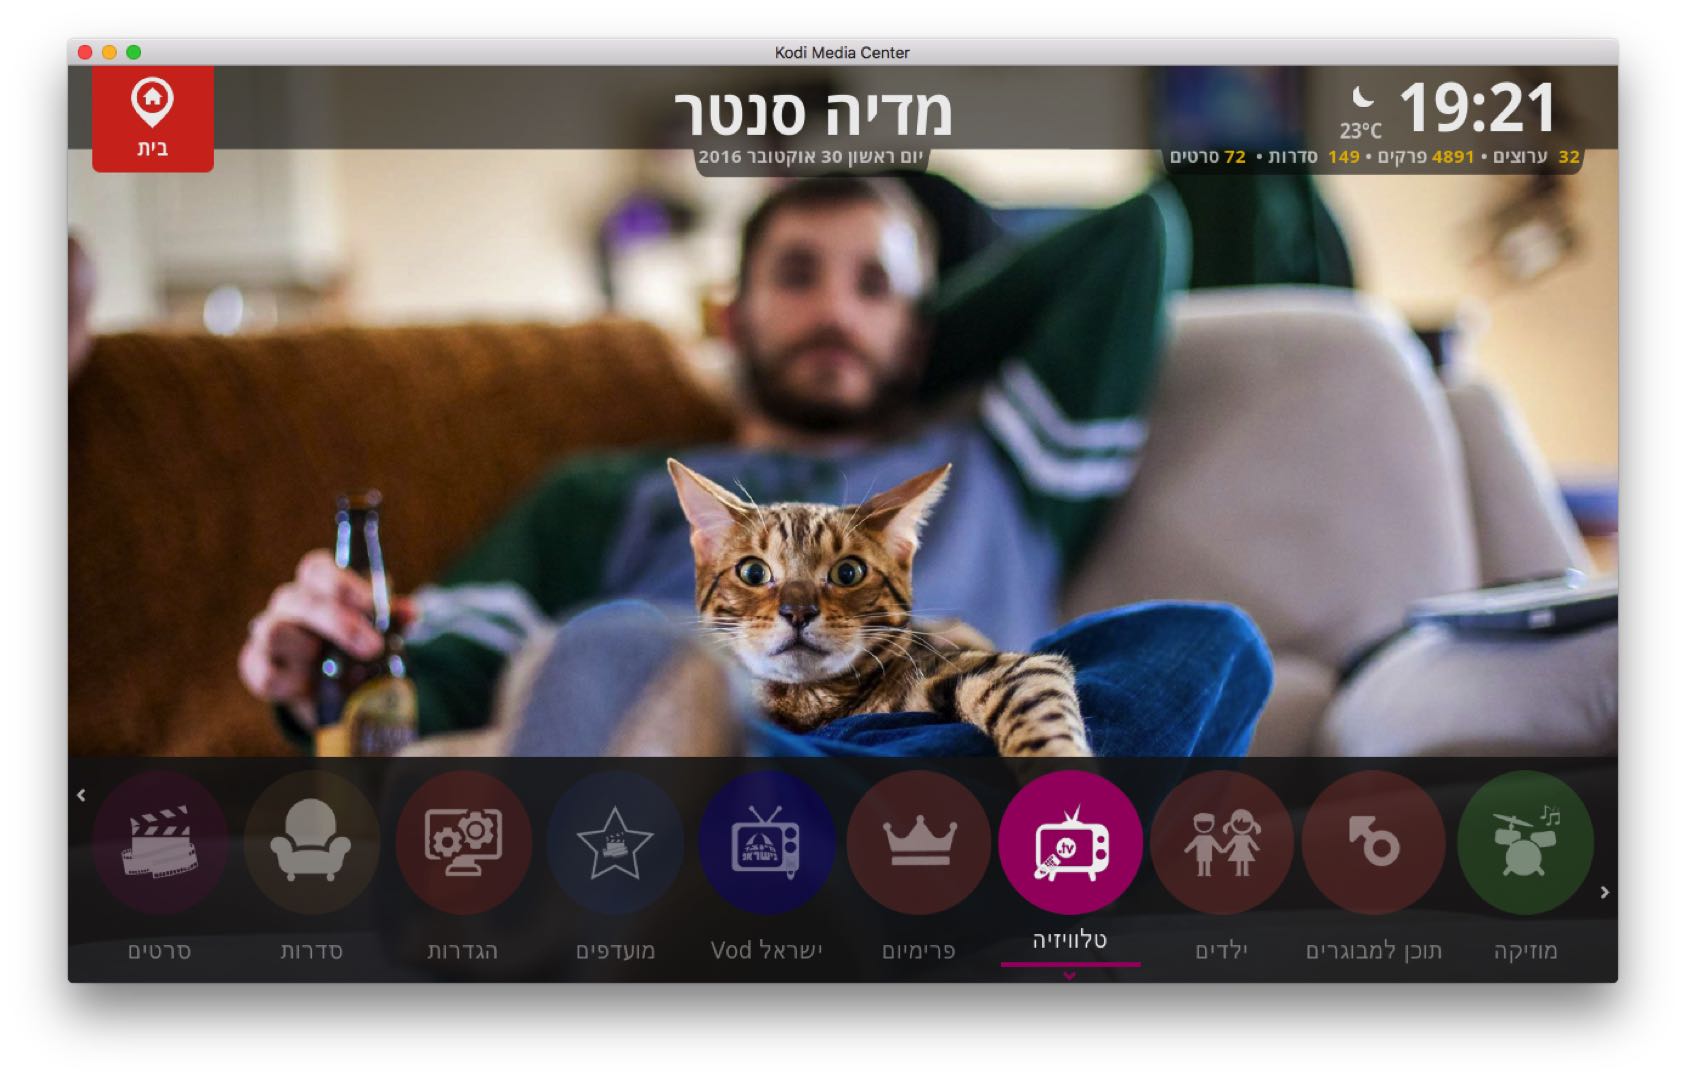 Kodi Media Center
בית
מדיה סנטר
19:21
23°C
יום ראשון 30 אוקטובר 2016
32 ערוצים • 4891 פרקים • 149 סדרות • 72 סרטים
מוזיקה
תוכן למבוגרים
ילדים
.tv
טלוויזיה
פרימיום
ישראל Vod
מועדפים
הגדרות
סדרות
סרטים